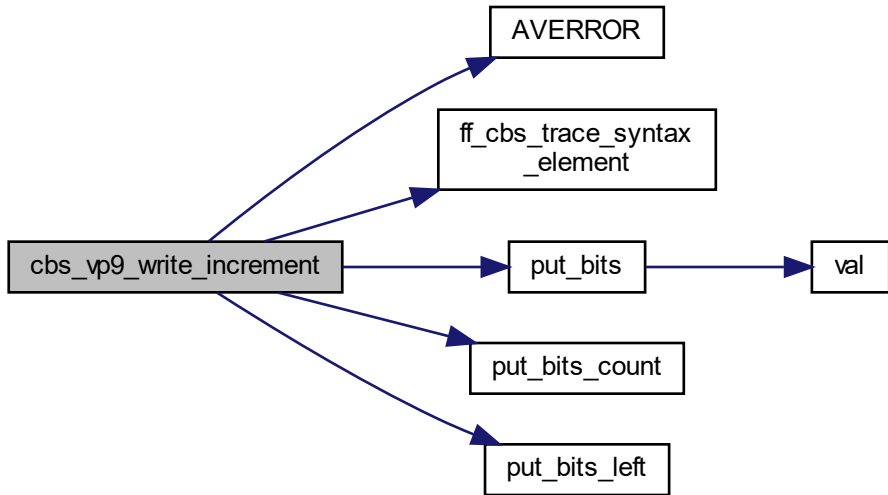 AVERROR
ff_cbs_trace_syntax
_element
cbs_vp9_write_increment
put_bits
val
put_bits_count
put_bits_left